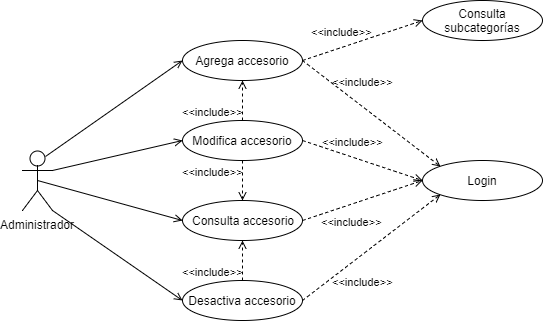 Consulta
subcategorías
<<include>>
Agrega accesorio
<<include>>
<<include>>
Modifica accesorio
<<include>>
<<include>>
Login
Administrador
Consulta accesorio
<<include>>
<<include>>
<<include>>
Desactiva accesorio